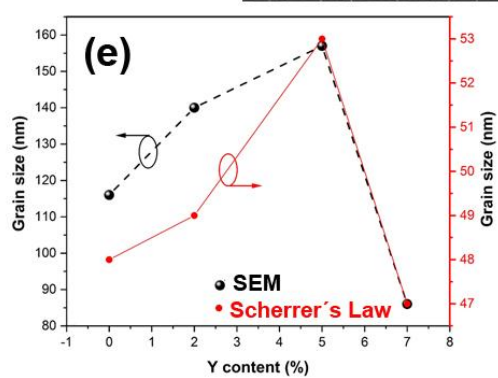 (e)
160
150
140
130
120
110
100
90
80
Grain size (nm)
53
52
51
50
49
48
47
Grain size (nm)
SEM
Scherrer´s Law
-1 0 1 2 3 4 5 6 7 8
Y content (%)